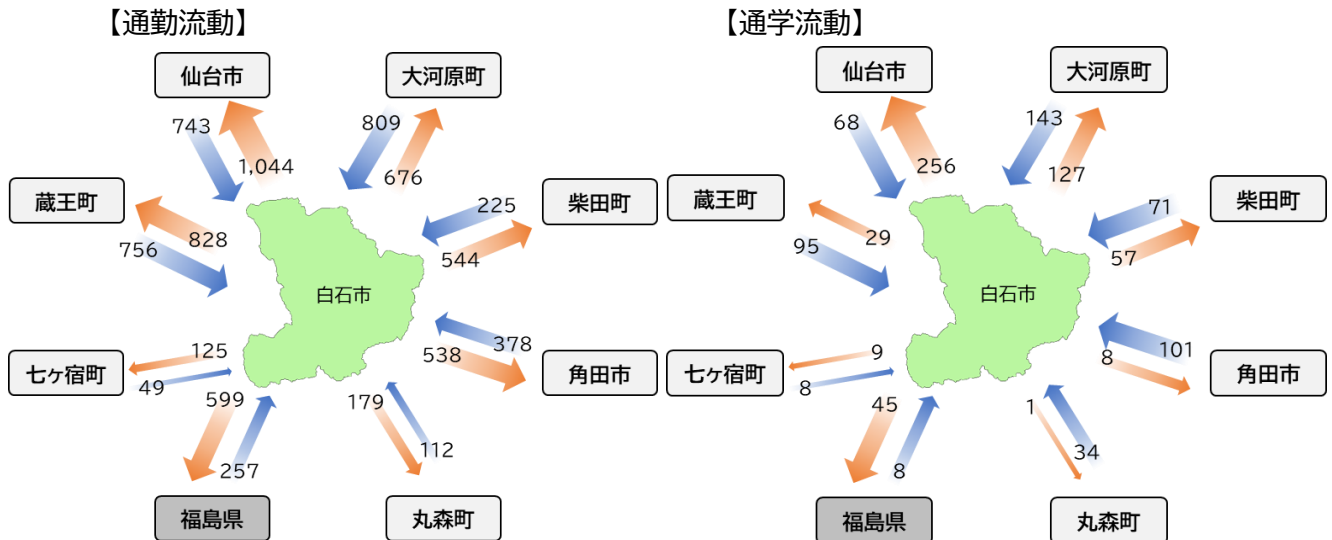 【通勤流動】
仙台市
大河原町
743
1,044
809
676
蔵王町
柴田町
756
828
225
544
白石市
七ヶ宿町
角田市
125
49
378
538
599
257
179
112
福島県
丸森町
【通学流動】
仙台市
大河原町
68
256
143
127
蔵王町
柴田町
95
29
71
57
白石市
七ヶ宿町
角田市
9
8
101
8
45
8
1
34
福島県
丸森町